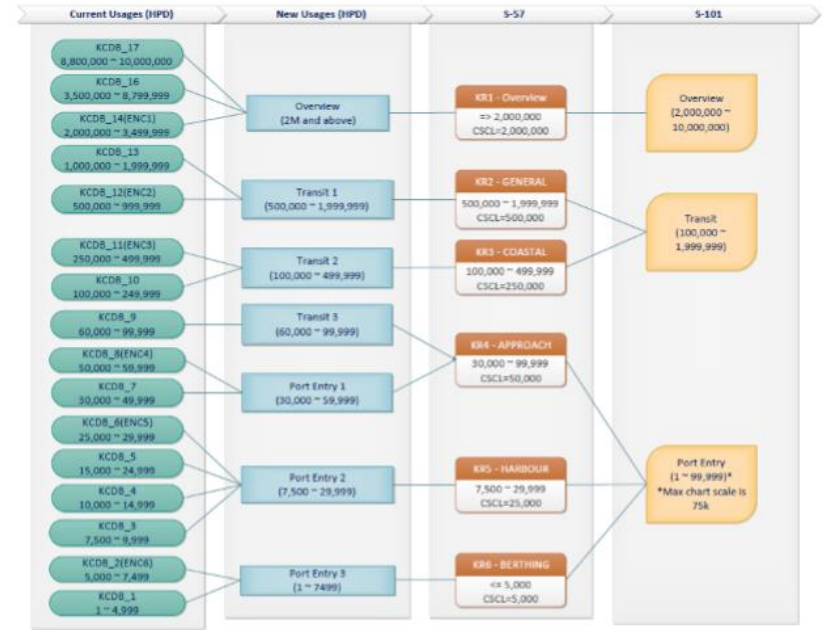 Current Usages (HPD)
New Usages (HPD)
S-57
S-101
KCDB_17
8,800,000 ~ 10,000,000
KCDB_16
3,500,000 ~ 8,799,999
KCDB_14(ENC1)
2,000,000 ~ 3,499,999
KCDB_13
1,000,000 ~ 1,999,999
KCDB_12(ENC2)
500,000 ~ 999,999
KCDB_11(ENC3)
250,000 ~ 499,999
KCDB_10
100,000 ~ 249,999
KCDB_9
60,000 ~ 99,999
KCDB_8(ENC4)
50,000 ~ 59,999
KCDB_7
30,000 ~ 49,999
KCDB_6(ENC5)
25,000 ~ 29,999
KCDB_5
15,000 ~ 24,999
KCDB_4
10,000 ~ 14,999
KCDB_3
7,500 ~ 9,999
KCDB_2(ENC6)
5,000 ~ 7,499
KCDB_1
1 ~ 4,999
Overview
(2M and above)
Transit 1
(500,000 ~ 1,999,999)
Transit 2
(100,000 ~ 499,999)
Transit 3
(60,000 ~ 99,999)
Port Entry 1
(30,000 ~ 59,999)
Port Entry 2
(7,500 ~ 29,999)
Port Entry 3
(1 ~ 7499)
KR1 - Overview
=> 2,000,000
CSCL=2,000,000
KR2 - GENERAL
500,000 ~ 1,999,999
CSCL=500,000
KR3 - COASTAL
100,000 ~ 499,999
CSCL=250,000
KR4 - APPROACH
30,000 ~ 99,999
CSCL=50,000
KR5 - HARBOUR
7,500 ~ 29,999
CSCL=25,000
KR6 - BERTHING
<= 5,000
CSCL=5,000
Overview
(2,000,000 ~
10,000,000)
Transit
(100,000 ~
1,999,999)
Port Entry
(1 ~ 99,999)*
*Max chart scale is
75k